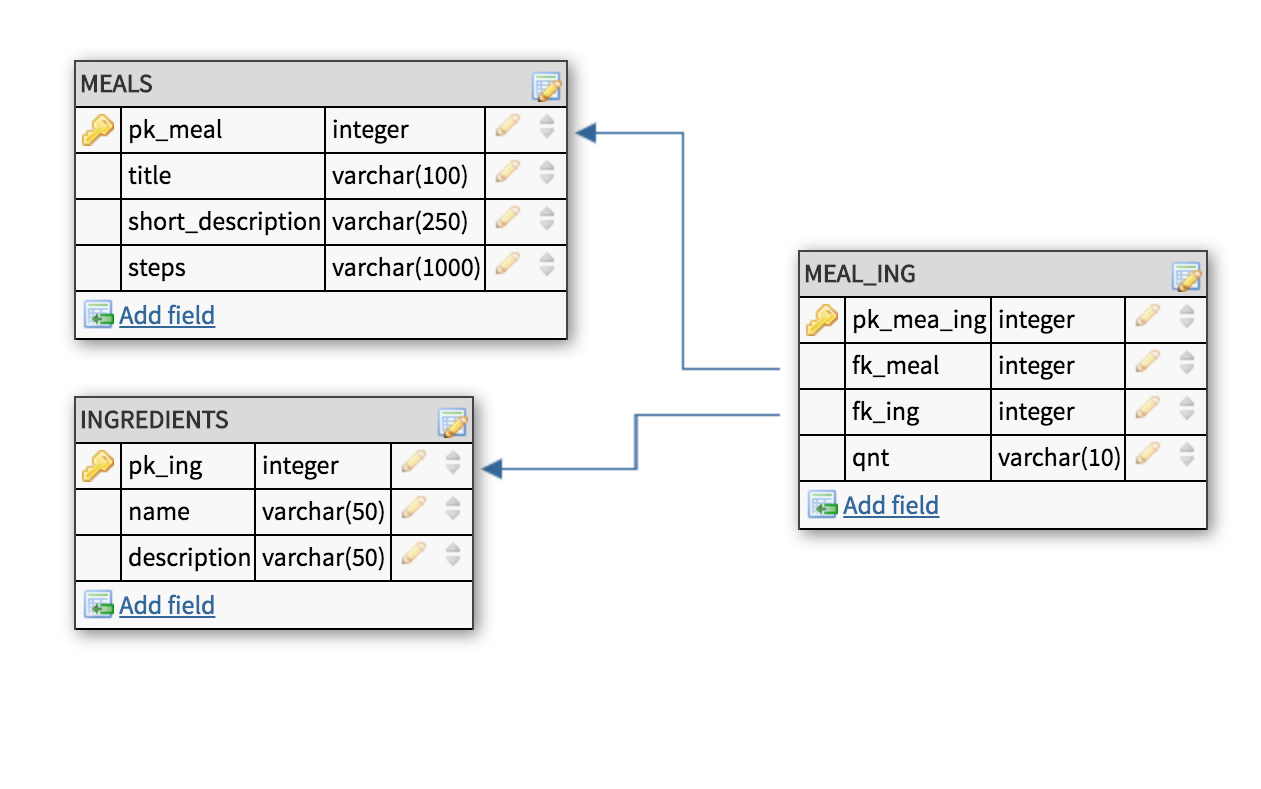 MEALS
pk_meal integer
title varchar(100)
short_description varchar(250)
steps varchar(1000)
Add field
INGREDIENTS
pk_ing integer
name varchar(50)
description varchar(50)
Add field
MEAL_ING
pk_mea_ing integer
fk_meal integer
fk_ing integer
qnt varchar(10)
Add field